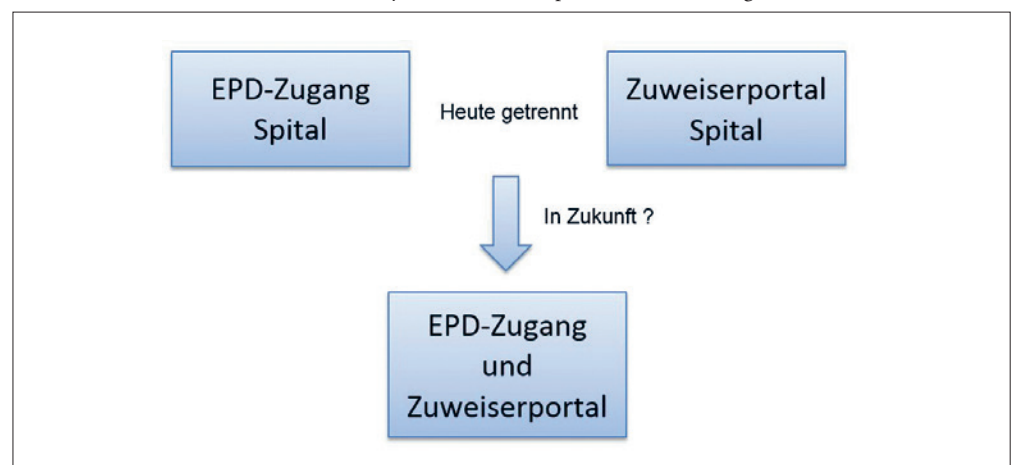 EPD-Zugang
Spital
Heute getrennt
Zuweiserportal
Spital
In Zukunft ?
EPD-Zugang
und
Zuweiserportal